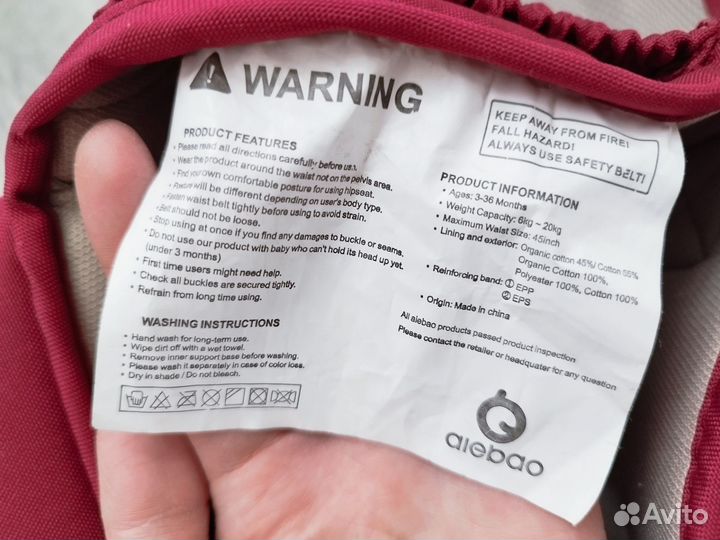 WARNING
KEEP AWAY FROM FIRE!
FALL HAZARD!
ALWAYS USE SAFETY BELT!
PRODUCT FEATURES
• Please read all directions carefully before use.
• Wear the product around the waist not on the pelvis area.
• Find your own comfortable posture for using hipseat.
• Posture will be different depending on user's body type.
• Fasten waist belt tightly before using to avoid strain.
• Belt should not be loose.
• Stop using at once if you find any damages to buckle or seams.
• Do not use our product with baby who can't hold its head up yet.
(under 3 months)
• First time users might need help.
• Check all buckles are secured tightly.
• Refrain from long time using.
WASHING INSTRUCTIONS
• Hand wash for long-term use.
• Wipe dirt off with a wet towel.
• Remove inner support base before washing.
• Please wash it separately in case of color loss.
• Dry in shade / Do not bleach.
PRODUCT INFORMATION
• Ages: 3-36 Months
• Weight Capacity: 6kg ~ 20kg
• Maximum Waist Size: 45inch
• Lining and exterior: Organic cotton 45%/ Cotton 55%
Organic Cotton 100%,
Polyester 100%, Cotton 100%
• Reinforcing band: ① EPP
② EPS
• Origin: Made in china
All aiebao products passed product inspection
Please contact the retailer or headquater for any question
aiebao
Avito